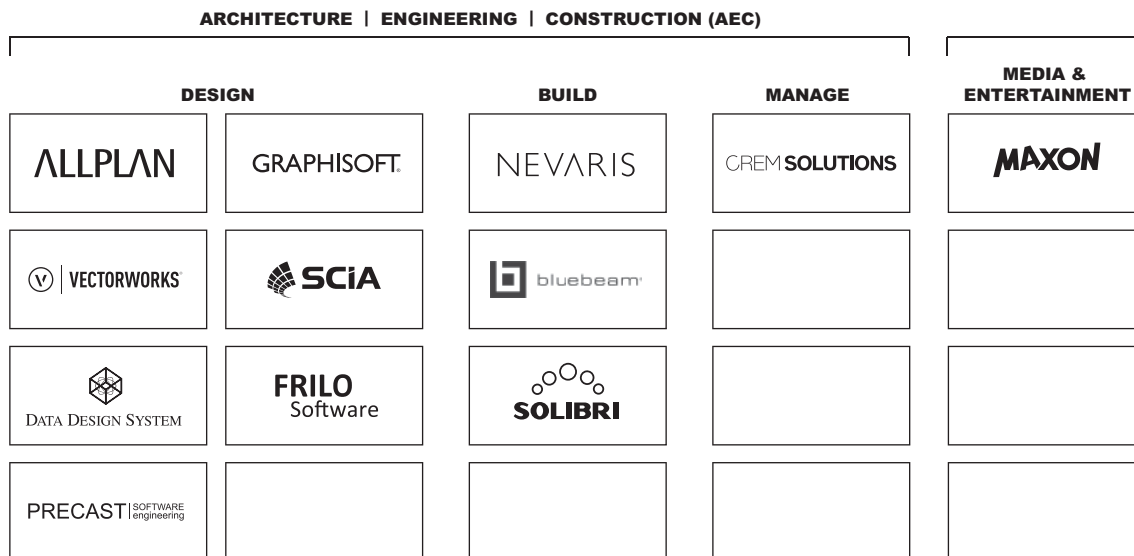 ARCHITECTURE | ENGINEERING | CONSTRUCTION (AEC)
DESIGN
BUILD
MANAGE
MEDIA &
ENTERTAINMENT
ALLPLAN
GRAPHISOFT
NEVARIS
CREM SOLUTIONS
MAXON
V | VECTORWORKS
SCiA
bluebeam
DATA DESIGN SYSTEM
FRILO
Software
SOLIBRI
PRECAST | SOFTWARE
engineering